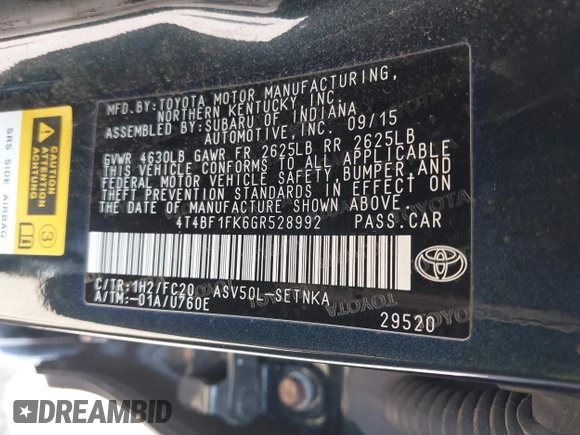 MFD.BY:TOYOTA MOTOR MANUFACTURING,
NORTHERN KENTUCKY,INC.
ASSEMBLED BY:SUBARU OF INDIANA
AUTOMOTIVE,INC. 09/15
GVWR 4630LB GAWR FR 2625LB RR 2625LB
THIS VEHICLE CONFORMS TO ALL APPLICABLE
FEDERAL MOTOR VEHICLE SAFETY,BUMPER,AND
THEFT PREVENTION STANDARDS IN EFFECT ON
THE DATE OF MANUFACTURE SHOWN ABOVE.
4T4BF1FK6GR528992 PASS.CAR
C/TR:1H2/FC20 ASV50L-SETNKA
A/TM:-01A/U760E
29520
TOYOTA
SRS SIDE AIRBAG
CAUTION
ATTENTION
ACHTUNG
3
DREAMBID